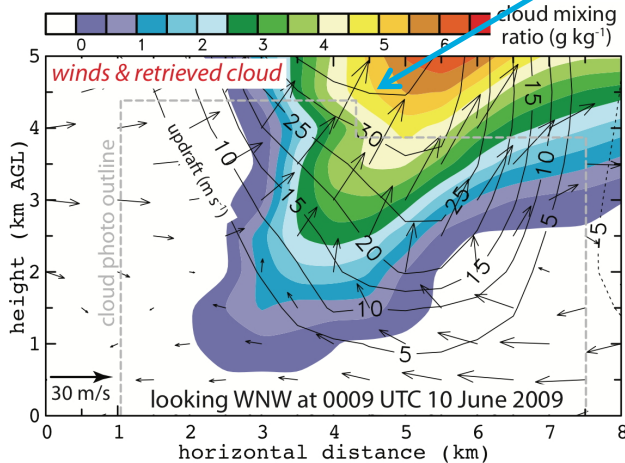 0 1 2 3 4 5 6 7
cloud mixing
ratio (g kg-1)
winds & retrieved cloud
updraft (m s-1)
cloud photo outline
height (km AGL)
5
4
3
2
1
0
25
30
15
10
10
15
25
5
20
15
5
10
5
30 m/s
looking WNW at 0009 UTC 10 June 2009
0 1 2 3 4 5 6 7 8
horizontal distance (km)